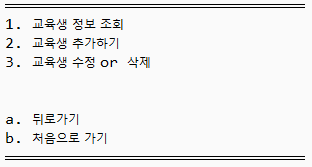 1. 교육생 정보 조회
2. 교육생 추가하기
3. 교육생 수정 or 삭제
a. 뒤로가기
b. 처음으로 가기